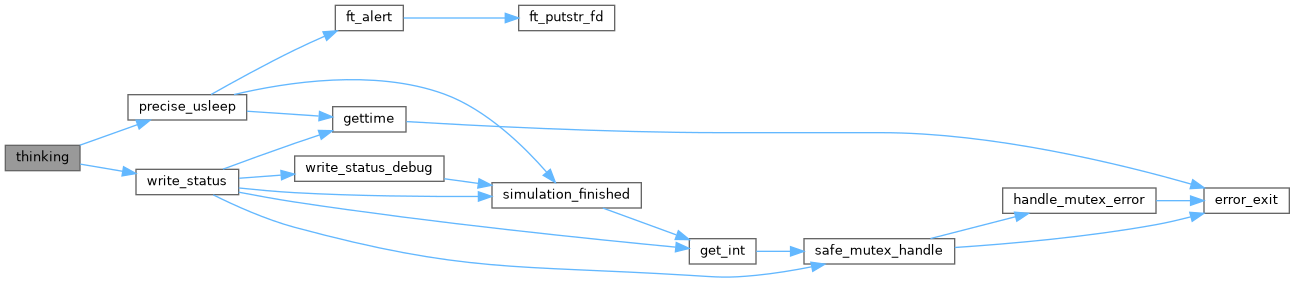 ft_alert
ft_putstr_fd
precise_usleep
gettime
thinking
write_status_debug
write_status
simulation_finished
handle_mutex_error
error_exit
get_int
safe_mutex_handle